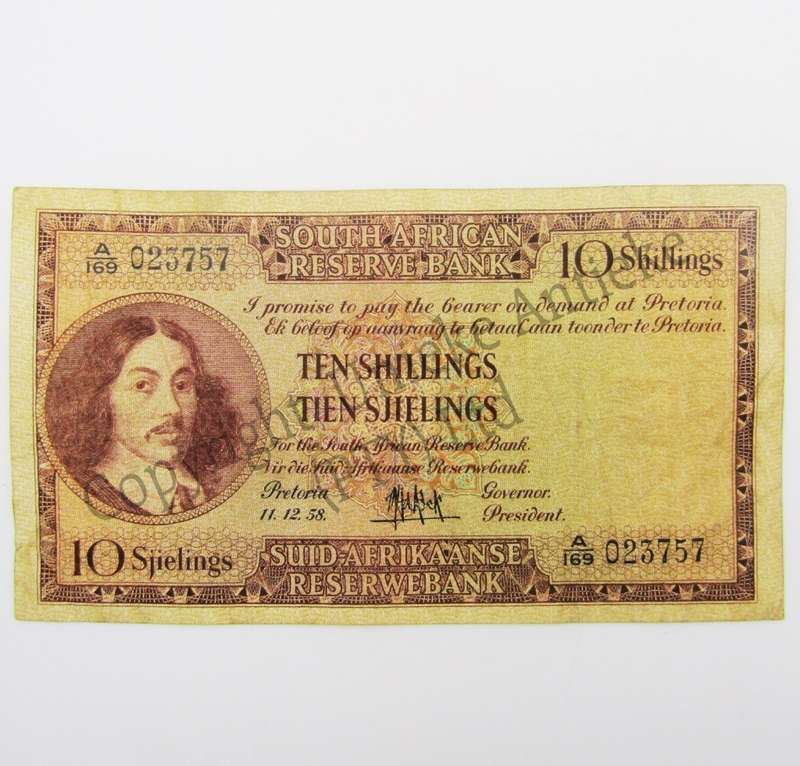 A/169 023757
SOUTH AFRICAN
RESERVE BANK
10 Shillings
I promise to pay the bearer on demand at Pretoria.
Ek beloof op aanvraag te betaal aan toonder te Pretoria.
TEN SHILLINGS
TIEN SJIELINGS
For the South African Reserve Bank.
Vir die Suid-Afrikaanse Reserwebank.
Pretoria
Governor.
11.12.58.
President.
A/169 023757
10 Sjielings
SUID-AFRIKAANSE
RESERWEBANK
Copyright